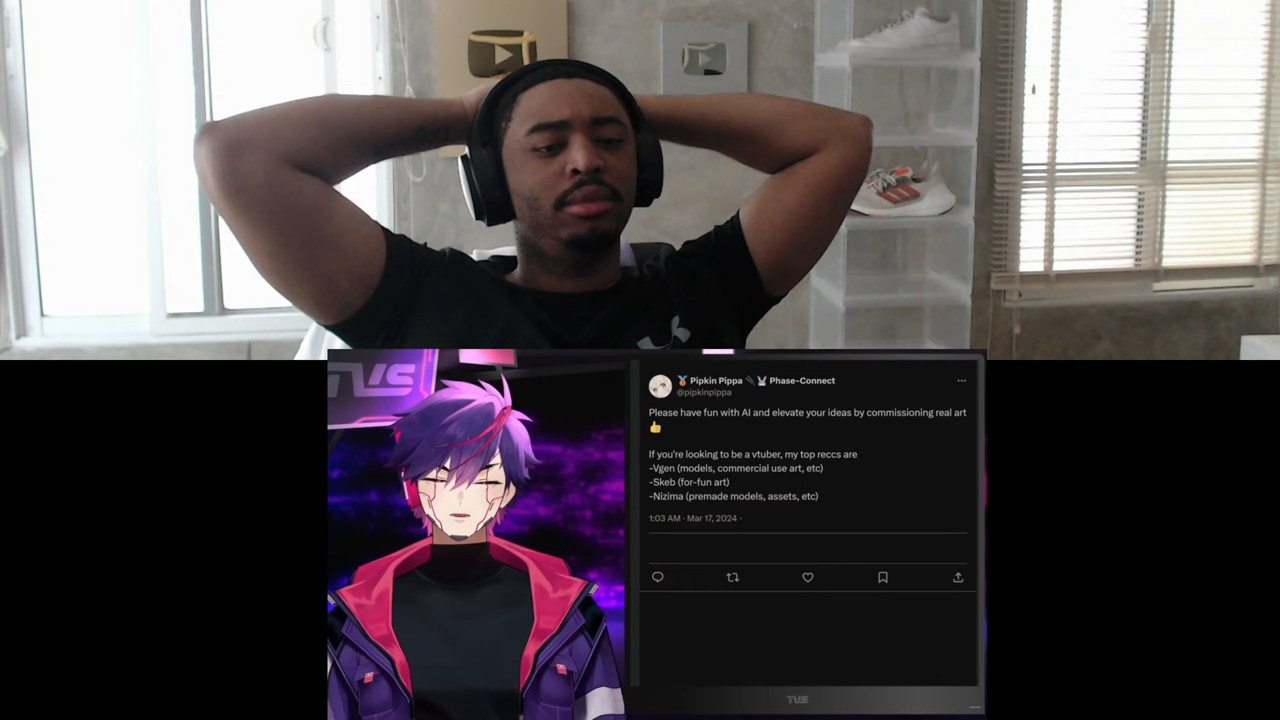 TVS
Pipkin Pippa Phase-Connect
@pipkinpippa
Please have fun with AI and elevate your ideas by commissioning real art
👍
If you're looking to be a vtuber, my top reccs are
-Vgen (models, commercial use art, etc)
-Skeb (for-fun art)
-Nizima (premade models, assets, etc)
1:03 AM · Mar 17, 2024 ·
TVS